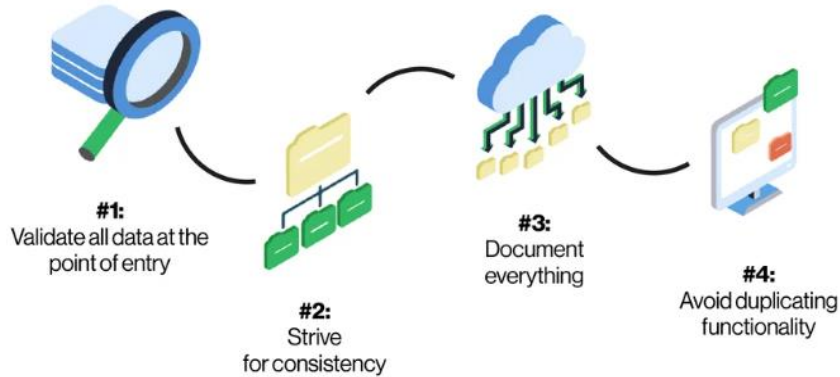 #1:
Validate all data at the
point of entry
#2:
Strive
for consistency
#3:
Document
everything
#4:
Avoid duplicating
functionality